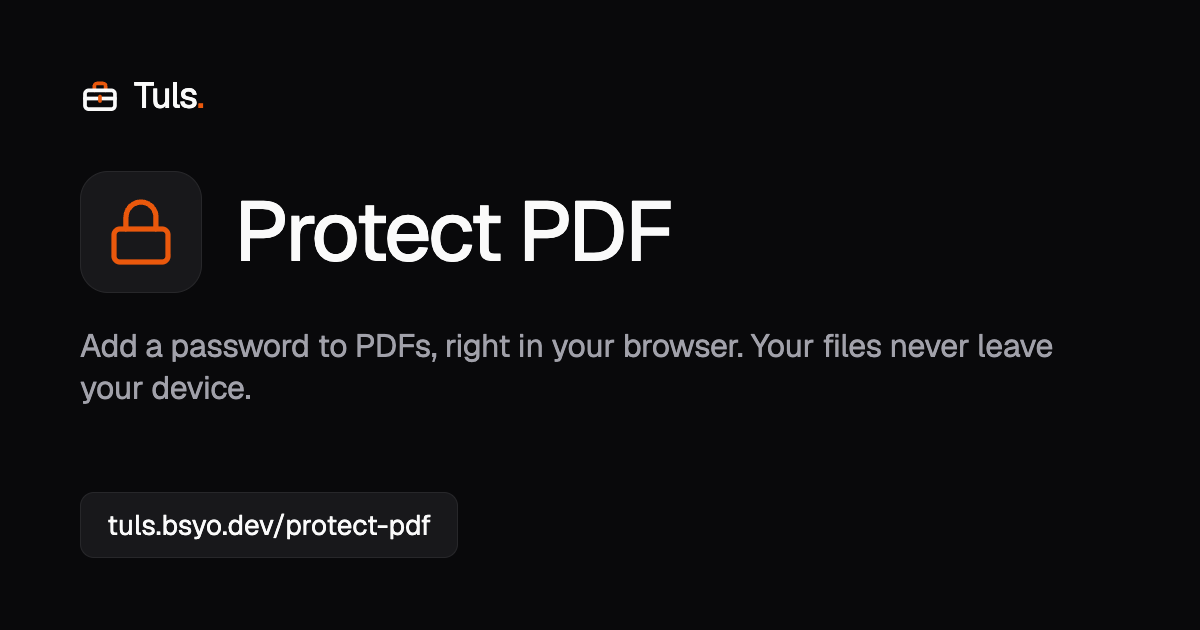 Tuls.
Protect PDF
Add a password to PDFs, right in your browser. Your files never leave
your device.
tuls.bsyo.dev/protect-pdf